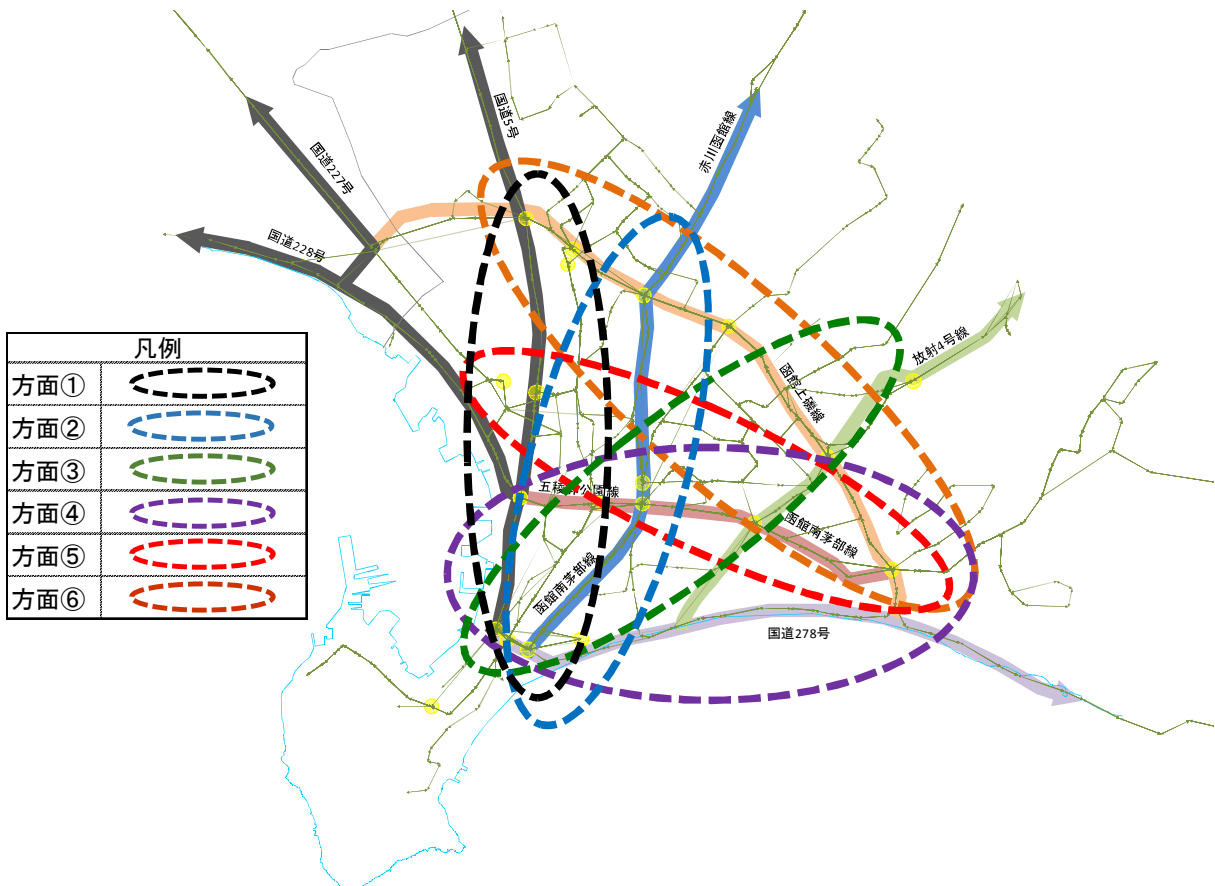 国道5号
赤川函館線
国道227号
国道228号
凡例
方面①
方面②
方面③
方面④
方面⑤
方面⑥
放射4号線
函館上磯線
五稜郭公園線
函館南茅部線
函館南茅部線
国道278号